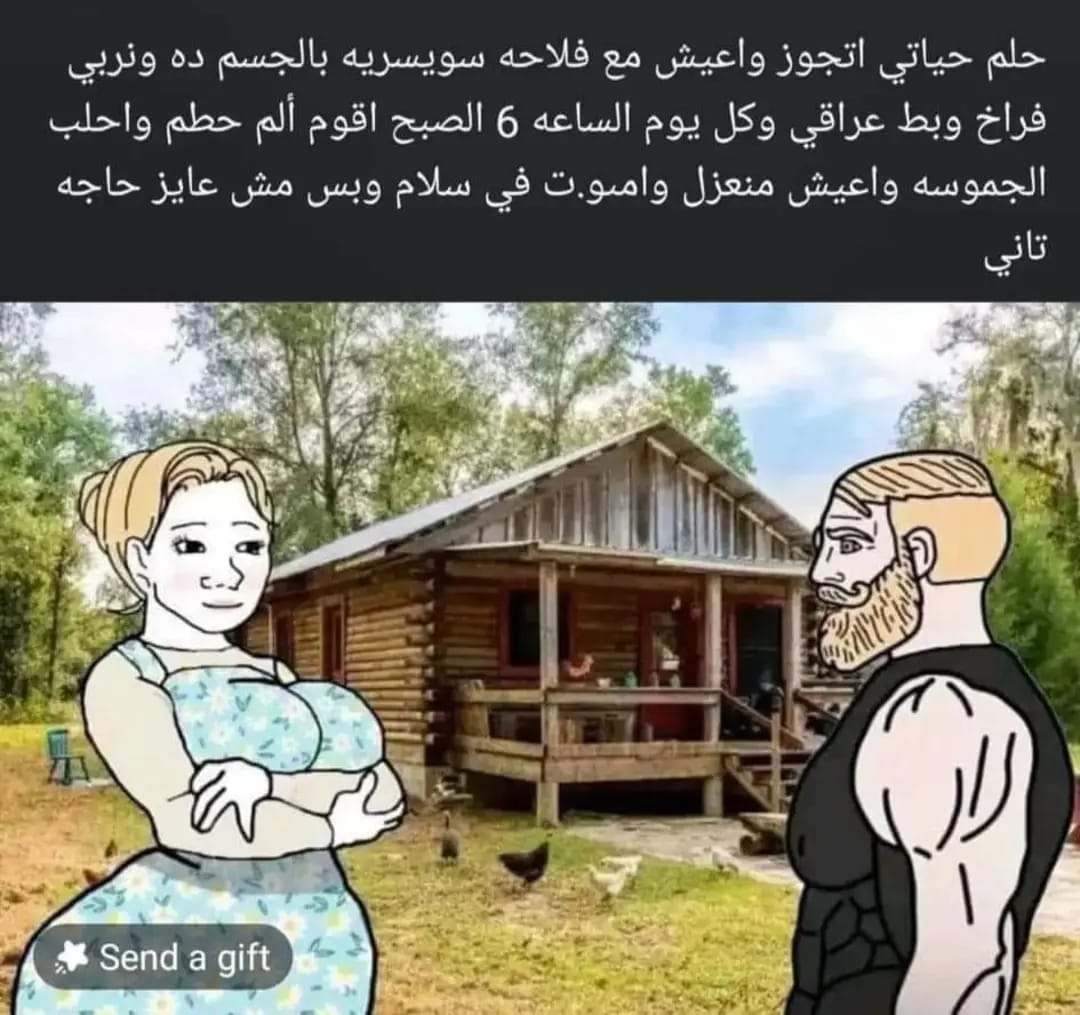 حلم حياتي اتجوز واعيش مع فلاحه سويسريه بالجسم ده ونربي
فراخ وبط عراقي وكل يوم الساعه 6 الصبح اقوم ألم حطم واحلب
الجموسه واعيش منعزل وامىو.ت في سلام وبس مش عايز حاجه
تاني
Send a gift